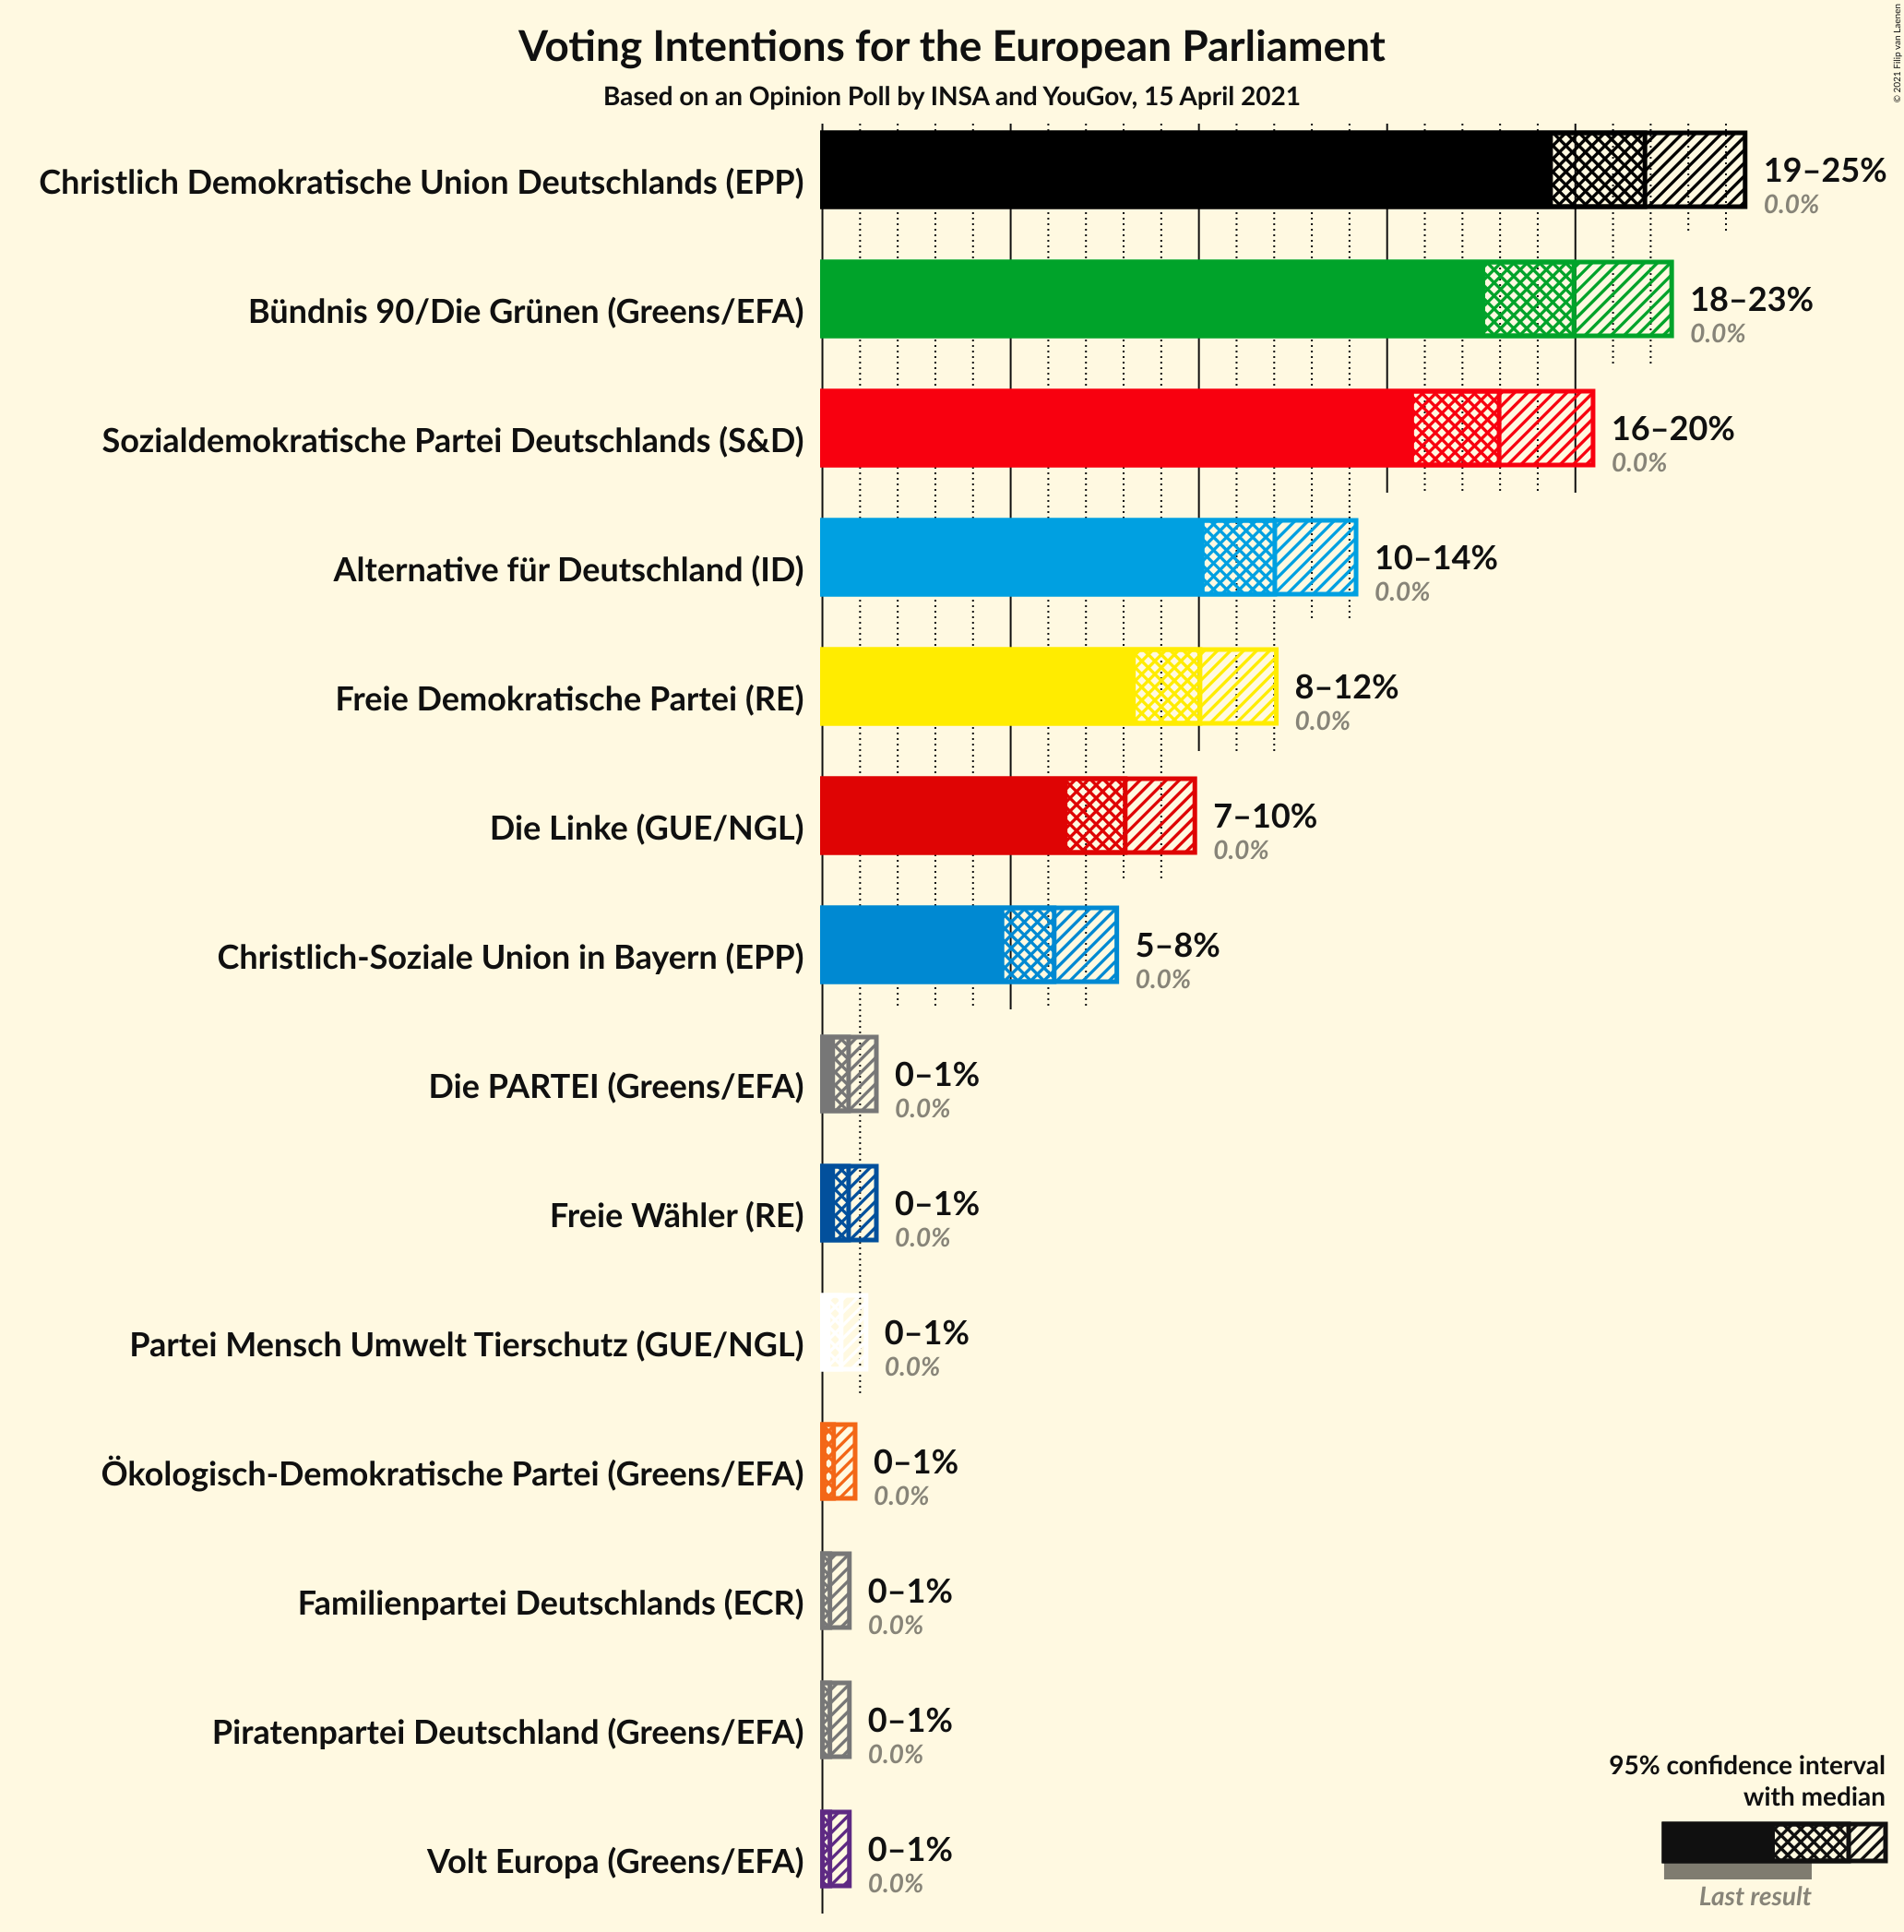 Voting Intentions for the European Parliament
Based on an Opinion Poll by INSA and YouGov, 15 April 2021
© 2021 Filip van Laenen
Christlich Demokratische Union Deutschlands (EPP)
19–25%
0.0%
Bündnis 90/Die Grünen (Greens/EFA)
18–23%
0.0%
Sozialdemokratische Partei Deutschlands (S&D)
16–20%
0.0%
Alternative für Deutschland (ID)
10–14%
0.0%
Freie Demokratische Partei (RE)
8–12%
0.0%
Die Linke (GUE/NGL)
7–10%
0.0%
Christlich-Soziale Union in Bayern (EPP)
5–8%
0.0%
Die PARTEI (Greens/EFA)
0–1%
0.0%
Freie Wähler (RE)
0–1%
0.0%
Partei Mensch Umwelt Tierschutz (GUE/NGL)
0–1%
0.0%
Ökologisch-Demokratische Partei (Greens/EFA)
0–1%
0.0%
Familienpartei Deutschlands (ECR)
0–1%
0.0%
Piratenpartei Deutschland (Greens/EFA)
0–1%
0.0%
Volt Europa (Greens/EFA)
0–1%
0.0%
95% confidence interval
with median
Last result